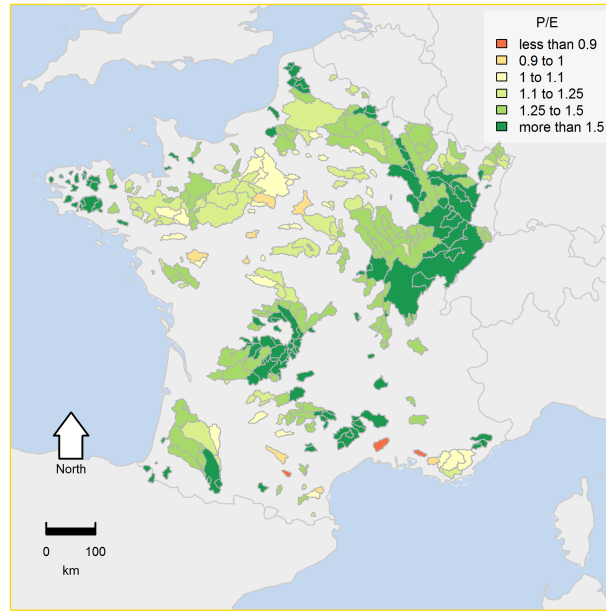 P/E
less than 0.9
0.9 to 1
1 to 1.1
1.1 to 1.25
1.25 to 1.5
more than 1.5
North
0 100
km